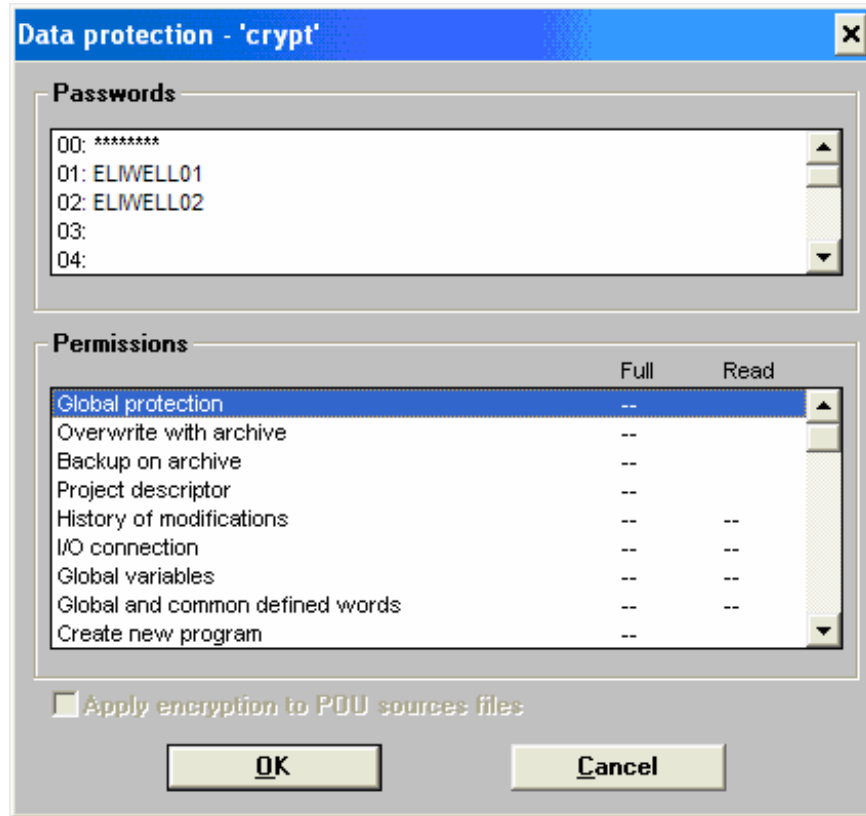 Data protection - 'crypt'
Passwords
00: ********
01: ELIWELL01
02: ELIWELL02
03:
04:
Permissions
Full Read
Global protection --
Overwrite with archive --
Backup on archive --
Project descriptor --
History of modifications -- --
I/O connection -- --
Global variables -- --
Global and common defined words -- --
Create new program --
Apply encryption to POU sources files
OK Cancel